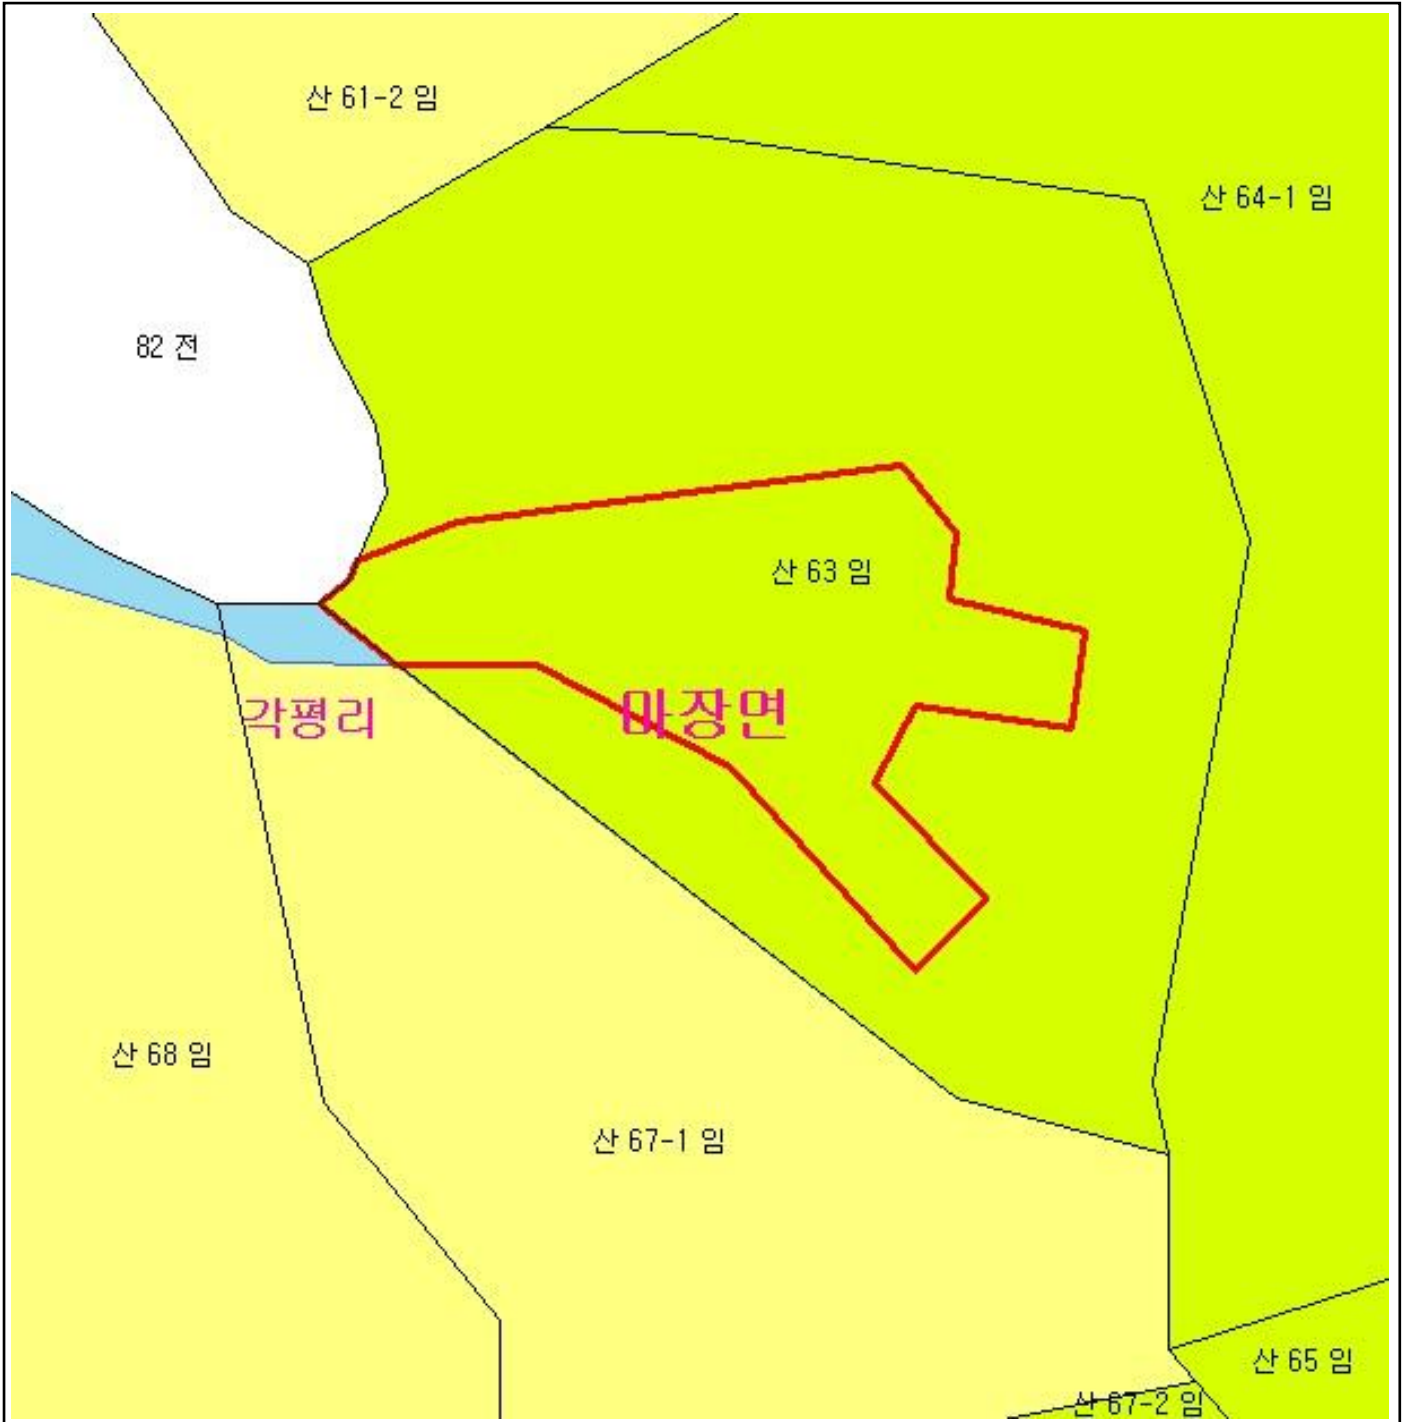 산 61-2 임
산 64-1 임
82 전
산 63 임
각평리
마장면
산 68 임
산 67-1 임
산 65 임
산 67-2 임